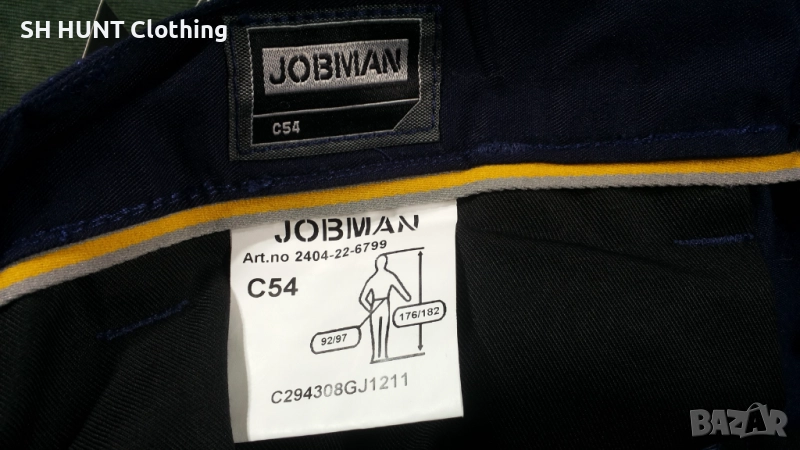 SH HUNT Clothing
JOBMAN
C54
JOBMAN
Art.no 2404-22-6799
C54
176/182
92/97
C294308GJ1211
BAZAR